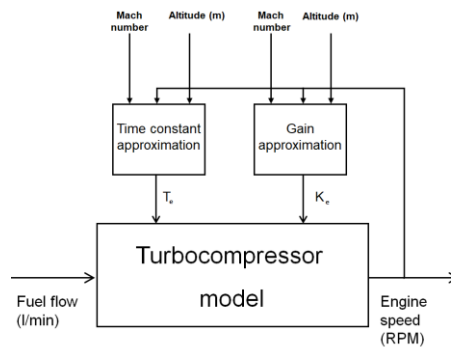 Mach
number
Altitude (m)
Mach
number
Altitude (m)
Time constant
approximation
Gain
approximation
Te
Ke
Turbocompressor
model
Fuel flow
(l/min)
Engine
speed
(RPM)